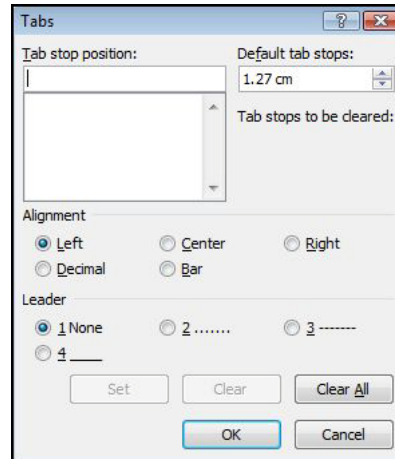 Tabs
Tab stop position: Default tab stops:
1.27 cm
Tab stops to be cleared:
Alignment
Left Center Right
Decimal Bar
Leader
1 None 2 ....... 3 -------
4 ____
Set Clear Clear All
OK Cancel